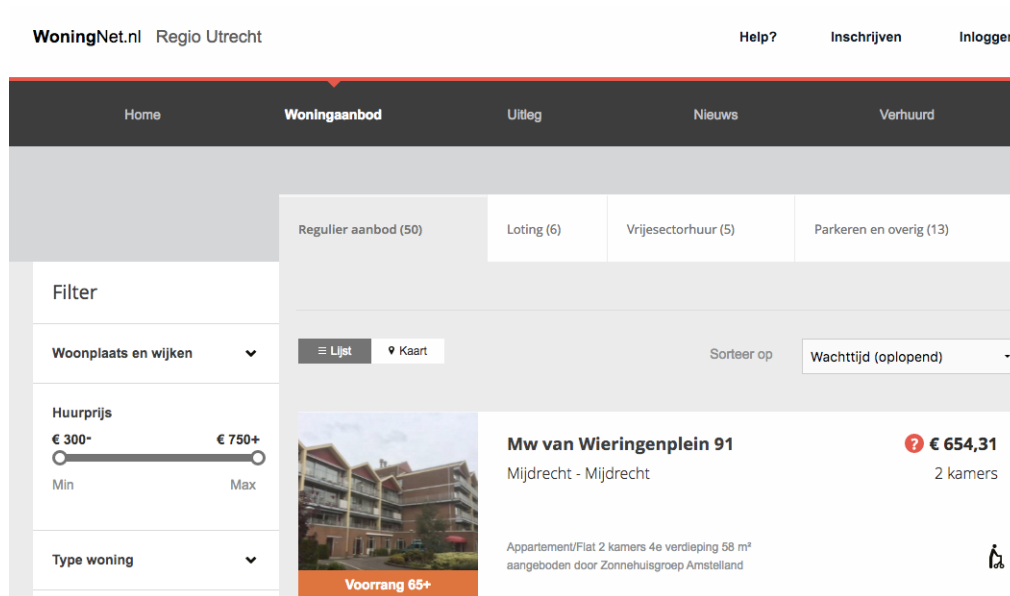 WoningNet.nl Regio Utrecht
Help? Inschrijven Inloggen
Home Woningaanbod Uitleg Nieuws Verhuurd
Regulier aanbod (50) Loting (6) Vrijesectorhuur (5) Parkeren en overig (13)
Filter
Woonplaats en wijken
Lijst Kaart
Sorteer op Wachttijd (oplopend)
Huurprijs
€ 300- € 750+
Min Max
Type woning
Mw van Wieringenplein 91
? € 654,31
Mijdrecht - Mijdrecht
2 kamers
Appartement/Flat 2 kamers 4e verdieping 58 m²
aangeboden door Zonnehuisgroep Amstelland
Voorrang 65+